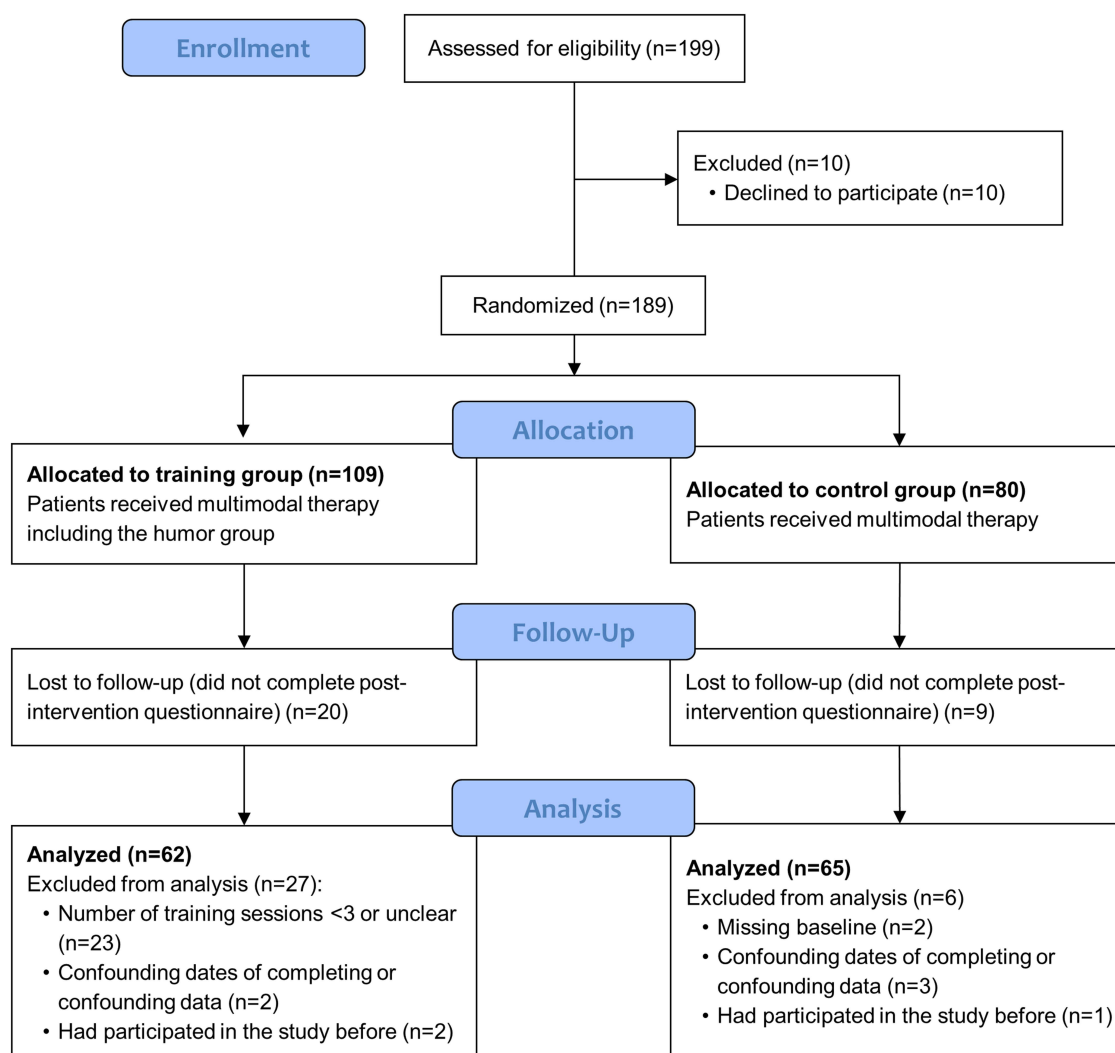 Enrollment
Assessed for eligibility (n=199)
Excluded (n=10)
• Declined to participate (n=10)
Randomized (n=189)
Allocation
Allocated to training group (n=109)
Patients received multimodal therapy
including the humor group
Allocated to control group (n=80)
Patients received multimodal therapy
Follow-Up
Lost to follow-up (did not complete post-
intervention questionnaire) (n=20)
Lost to follow-up (did not complete post-
intervention questionnaire) (n=9)
Analysis
Analyzed (n=62)
Excluded from analysis (n=27):
• Number of training sessions <3 or unclear
(n=23)
• Confounding dates of completing or
confounding data (n=2)
• Had participated in the study before (n=2)
Analyzed (n=65)
Excluded from analysis (n=6)
• Missing baseline (n=2)
• Confounding dates of completing or
confounding data (n=3)
• Had participated in the study before (n=1)